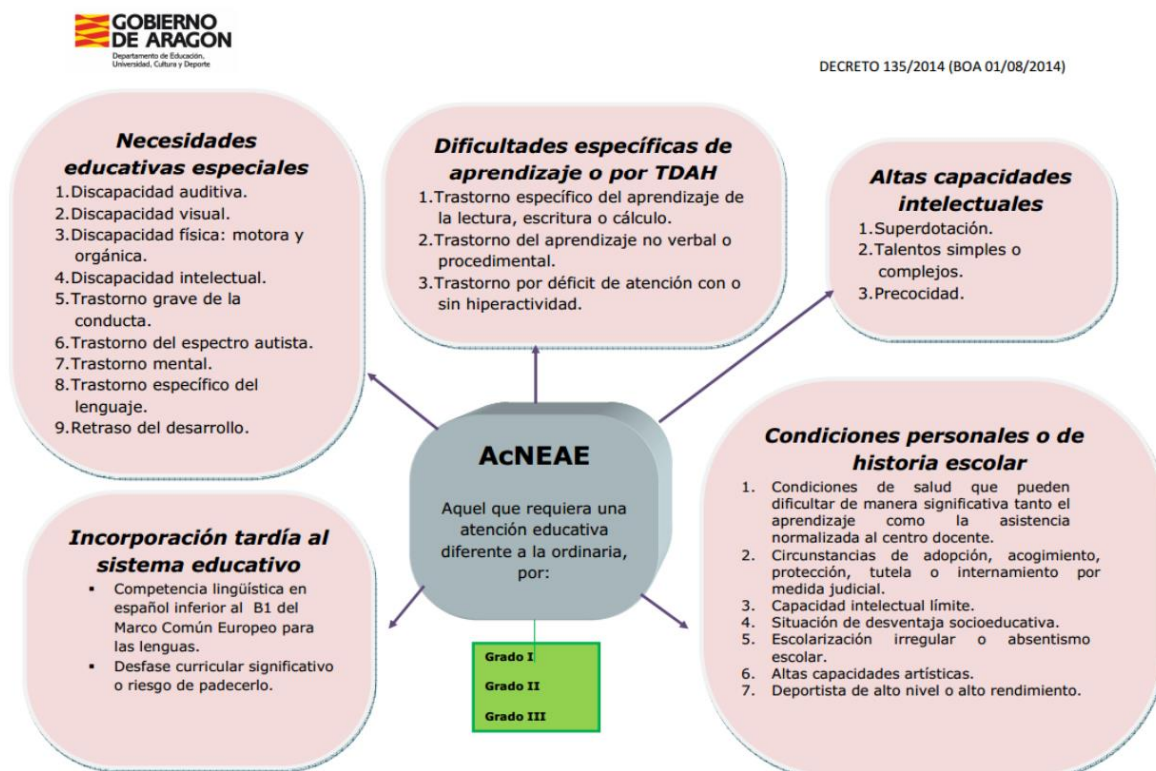 GOBIERNO
DE ARAGON
Departamento de Educación,
Universidad, Cultura y Deporte
DECRETO 135/2014 (BOA 01/08/2014)
Necesidades
educativas especiales
1.Discapacidad auditiva.
2.Discapacidad visual.
3.Discapacidad física: motora y
orgánica.
4.Discapacidad intelectual.
5.Trastorno grave de la
conducta.
6.Trastorno del espectro autista.
7.Trastorno mental.
8.Trastorno específico del
lenguaje.
9.Retraso del desarrollo.
Dificultades específicas de
aprendizaje o por TDAH
1.Trastorno específico del aprendizaje de
la lectura, escritura o cálculo.
2.Trastorno del aprendizaje no verbal o
procedimental.
3.Trastorno por déficit de atención con o
sin hiperactividad.
Altas capacidades
intelectuales
1.Superdotación.
2.Talentos simples o
complejos.
3.Precocidad.
AcNEAE
Aquel que requiera una
atención educativa
diferente a la ordinaria,
por:
Grado I
Grado II
Grado III
Incorporación tardía al
sistema educativo
▪ Competencia lingüística en
español inferior al B1 del
Marco Común Europeo para
las lenguas.
▪ Desfase curricular significativo
o riesgo de padecerlo.
Condiciones personales o de
historia escolar
1. Condiciones de salud que pueden
dificultar de manera significativa tanto el
aprendizaje como la asistencia
normalizada al centro docente.
2. Circunstancias de adopción, acogimiento,
protección, tutela o internamiento por
medida judicial.
3. Capacidad intelectual límite.
4. Situación de desventaja socioeducativa.
5. Escolarización irregular o absentismo
escolar.
6. Altas capacidades artísticas.
7. Deportista de alto nivel o alto rendimiento.